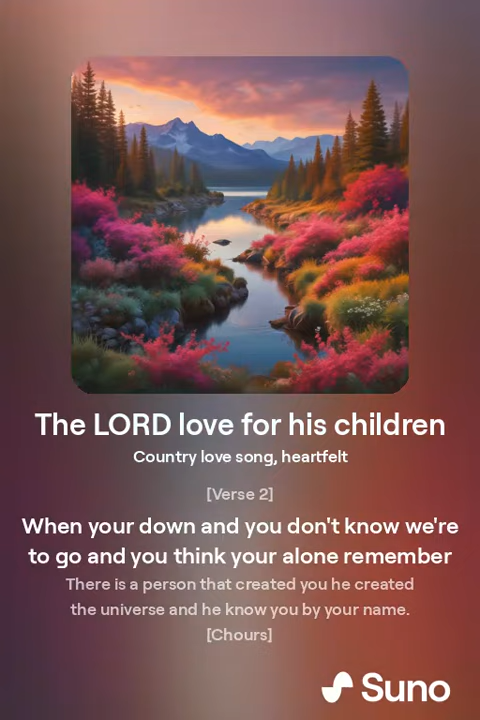 The LORD love for his children
Country love song, heartfelt
[Verse 2]
When your down and you don't know we're
to go and you think your alone remember
There is a person that created you he created
the universe and he know you by your name.
[Chours]
Suno